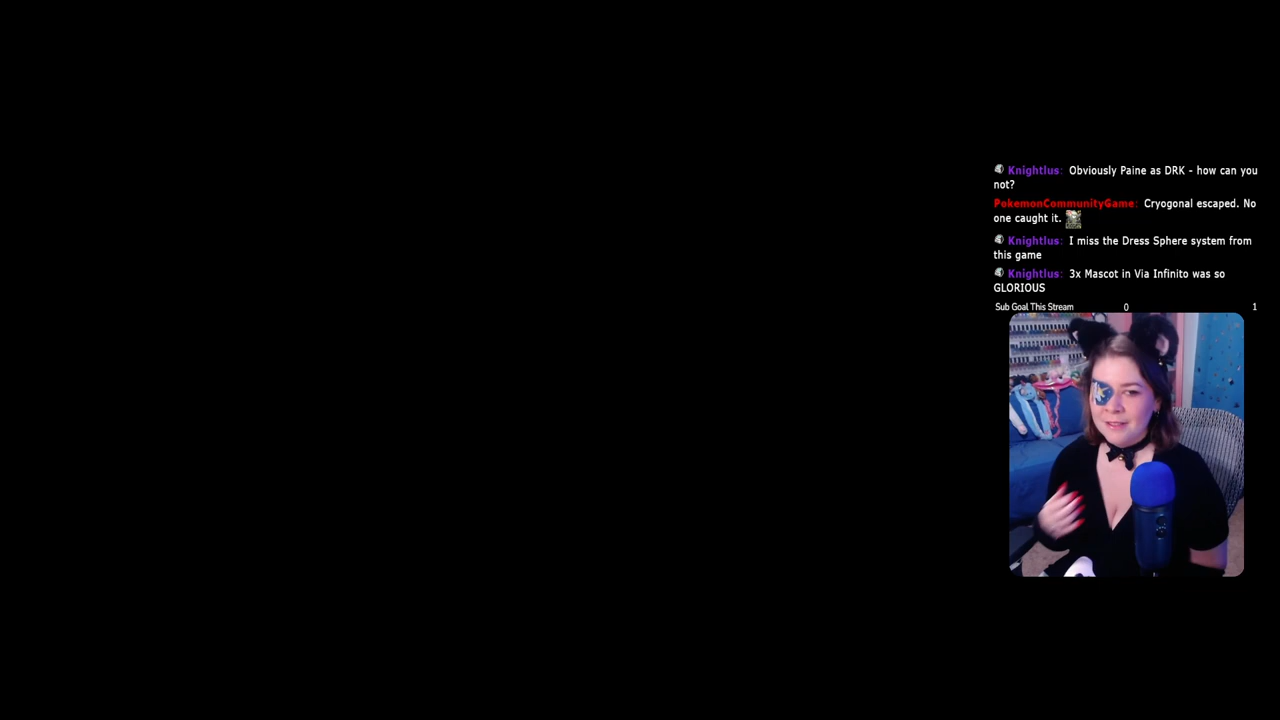 Knightlus: Obviously Paine as DRK - how can you
not?
PokemonCommunityGame: Cryogonal escaped. No
one caught it.
Knightlus: I miss the Dress Sphere system from
this game
Knightlus: 3x Mascot in Via Infinito was so
GLORIOUS
Sub Goal This Stream 0 1